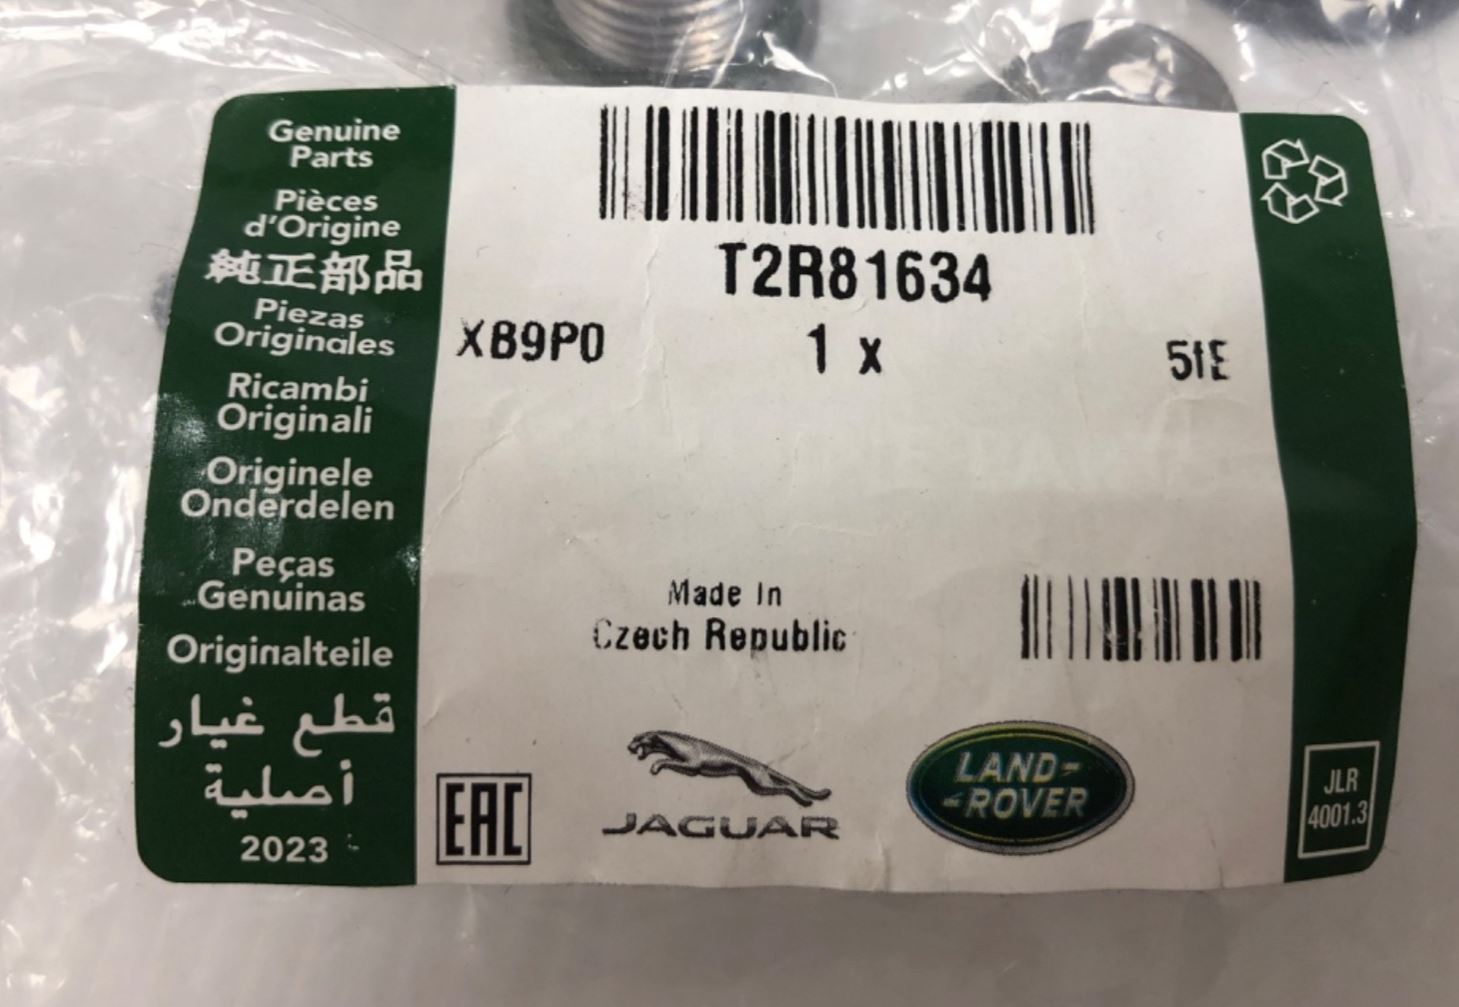 Genuine
Parts
Pièces
d'Origine
純正部品
Piezas
Originales
Ricambi
Originali
Originele
Onderdelen
Peças
Genuinas
Originalteile
قطع غيار
أصلية
2023
T2R81634
XB9P0
1 x
Made In
Czech Republic
EAC
JAGUAR
LAND-
-ROVER
JLR
4001.3